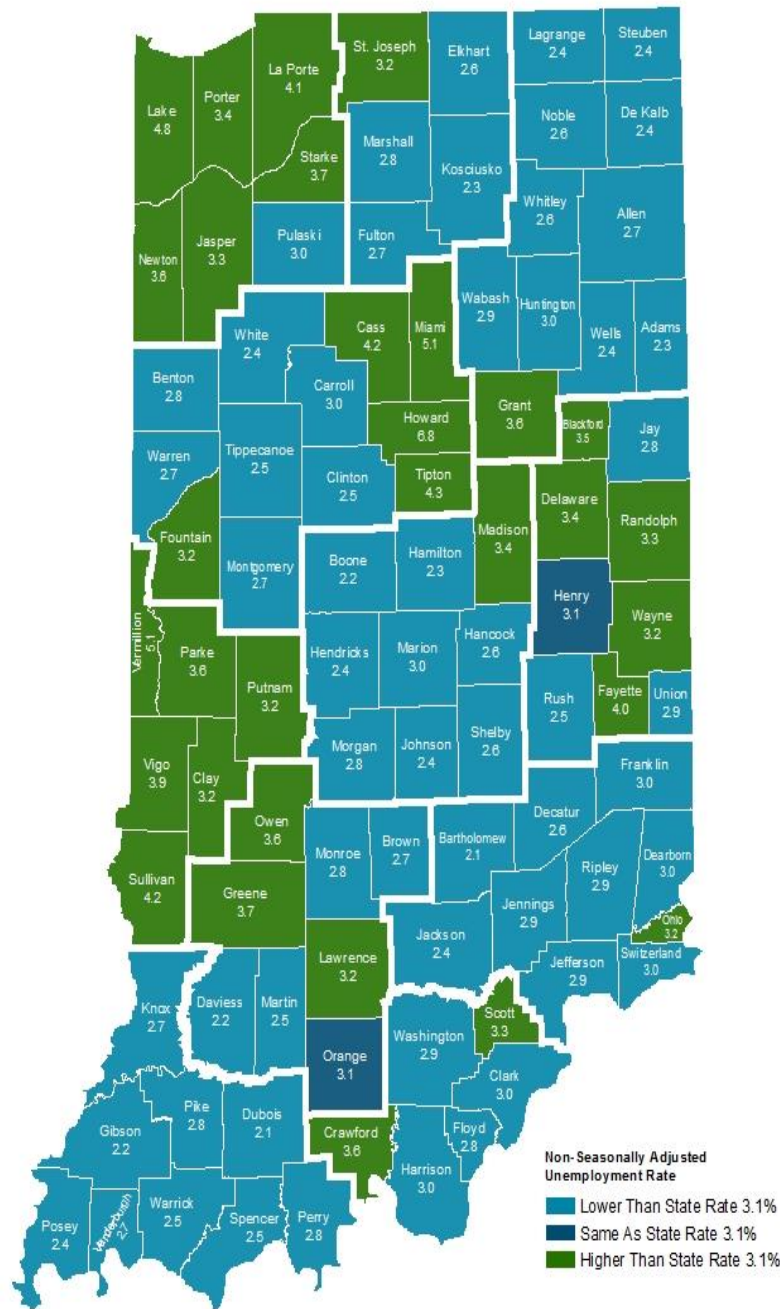 St. Joseph
3.2
Elkhart
2.6
Lagrange
2.4
Steuben
2.4
La Porte
4.1
Porter
3.4
Lake
4.8
Noble
2.6
De Kalb
2.4
Marshall
2.8
Starke
3.7
Kosciusko
2.3
Whitley
2.6
Allen
2.7
Newton
3.6
Jasper
3.3
Pulaski
3.0
Fulton
2.7
Wabash
2.9
Huntington
3.0
Wells
2.4
Adams
2.3
White
2.4
Cass
4.2
Miami
5.1
Benton
2.8
Carroll
3.0
Grant
3.6
Howard
6.8
Blackford
3.5
Jay
2.8
Warren
2.7
Tippecanoe
2.5
Clinton
2.5
Tipton
4.3
Delaware
3.4
Madison
3.4
Randolph
3.3
Fountain
3.2
Montgomery
2.7
Boone
2.2
Hamilton
2.3
Henry
3.1
Wayne
3.2
Vermillion
5.1
Parke
3.6
Putnam
3.2
Hendricks
2.4
Marion
3.0
Hancock
2.6
Rush
2.5
Fayette
4.0
Union
2.9
Morgan
2.8
Johnson
2.4
Shelby
2.6
Vigo
3.9
Clay
3.2
Franklin
3.0
Owen
3.6
Decatur
2.6
Monroe
2.8
Brown
2.7
Bartholomew
2.1
Ripley
2.9
Dearborn
3.0
Sullivan
4.2
Greene
3.7
Jennings
2.9
Ohio
3.2
Jackson
2.4
Lawrence
3.2
Switzerland
3.0
Jefferson
2.9
Knox
2.7
Daviess
2.2
Martin
2.5
Scott
3.3
Washington
2.9
Orange
3.1
Clark
3.0
Pike
2.8
Dubois
2.1
Gibson
2.2
Crawford
3.6
Floyd
2.8
Harrison
3.0
Posey
2.4
Vanderburgh
2.7
Warrick
2.5
Spencer
2.5
Perry
2.8
Non-Seasonally Adjusted
Unemployment Rate
Lower Than State Rate 3.1%
Same As State Rate 3.1%
Higher Than State Rate 3.1%